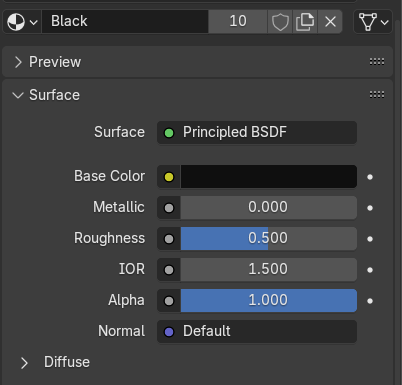 Black 10
Preview
Surface
Surface Principled BSDF
Base Color
Metallic 0.000
Roughness 0.500
IOR 1.500
Alpha 1.000
Normal Default
Diffuse